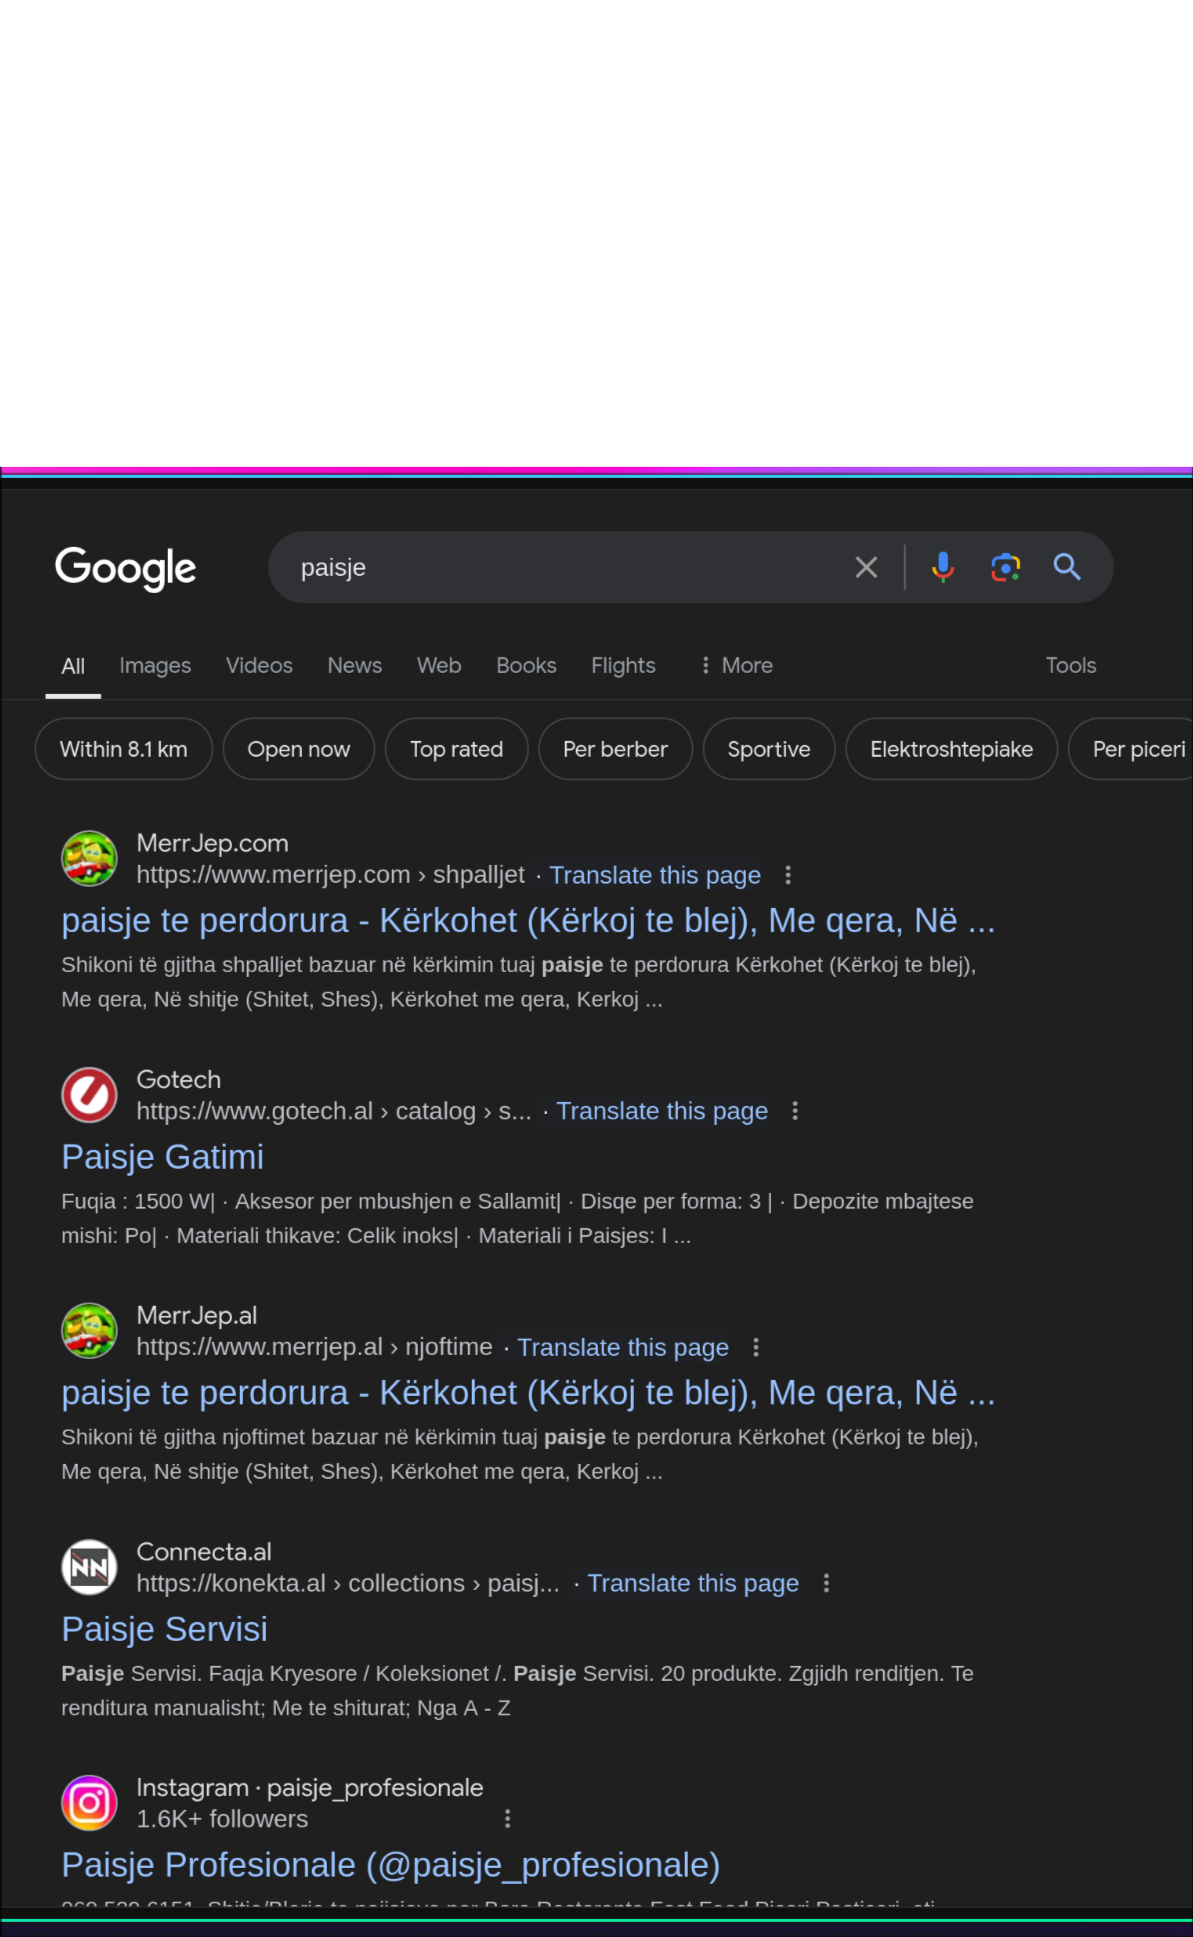 Google
paisje
All Images Videos News Web Books Flights More Tools
Within 8.1 km Open now Top rated Per berber Sportive Elektroshtepiake Per piceri
MerrJep.com
https://www.merrjep.com › shpalljet · Translate this page
paisje te perdorura - Kërkohet (Kërkoj te blej), Me qera, Në ...
Shikoni të gjitha shpalljet bazuar në kërkimin tuaj paisje te perdorura Kërkohet (Kërkoj te blej),
Me qera, Në shitje (Shitet, Shes), Kërkohet me qera, Kerkoj ...
Gotech
https://www.gotech.al › catalog › s... · Translate this page
Paisje Gatimi
Fuqia : 1500 W| · Aksesor per mbushjen e Sallamit| · Disqe per forma: 3 | · Depozite mbajtese
mishi: Po| · Materiali thikave: Celik inoks| · Materiali i Paisjes: I ...
MerrJep.al
https://www.merrjep.al › njoftime · Translate this page
paisje te perdorura - Kërkohet (Kërkoj te blej), Me qera, Në ...
Shikoni të gjitha njoftimet bazuar në kërkimin tuaj paisje te perdorura Kërkohet (Kërkoj te blej),
Me qera, Në shitje (Shitet, Shes), Kërkohet me qera, Kerkoj ...
Connecta.al
https://konekta.al › collections › paisj... · Translate this page
Paisje Servisi
Paisje Servisi. Faqja Kryesore / Koleksionet /. Paisje Servisi. 20 produkte. Zgjidh renditjen. Te
renditura manualisht; Me te shiturat; Nga A - Z
Instagram · paisje_profesionale
1.6K+ followers
Paisje Profesionale (@paisje_profesionale)